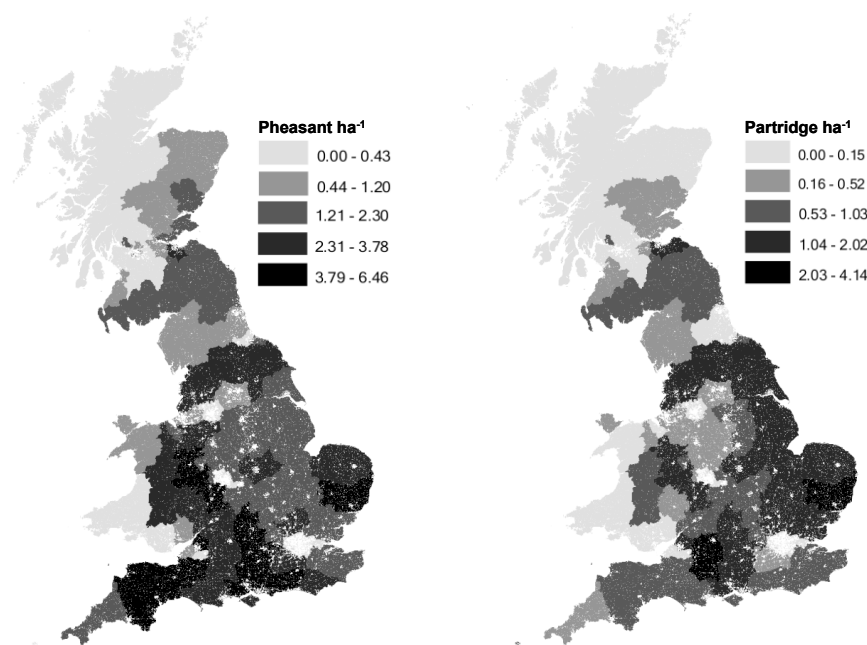 Pheasant ha-1
0.00 - 0.43
0.44 - 1.20
1.21 - 2.30
2.31 - 3.78
3.79 - 6.46
Partridge ha-1
0.00 - 0.15
0.16 - 0.52
0.53 - 1.03
1.04 - 2.02
2.03 - 4.14